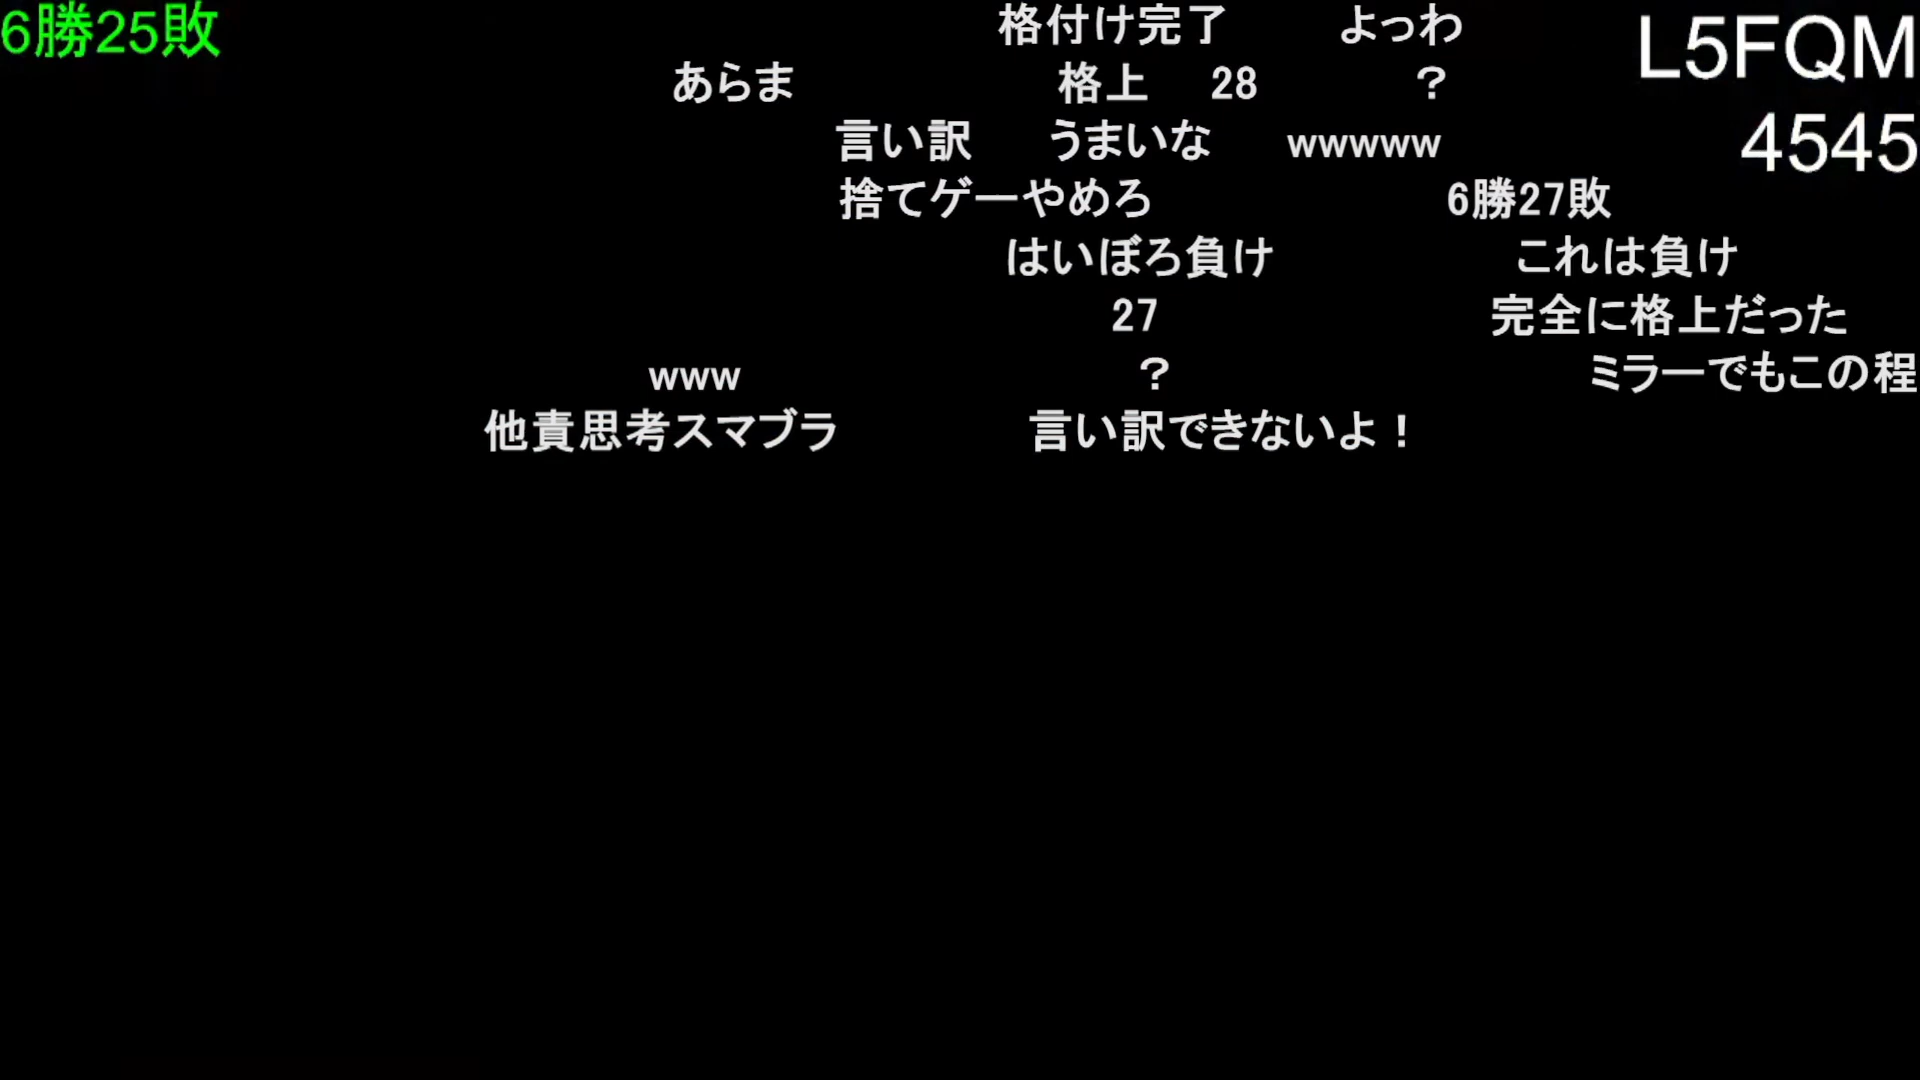 6勝25敗
格付け完了 よっわ
L5FQM
あらま 格上 28 ？
4545
言い訳 うまいな wwwww
捨てゲーやめろ 6勝27敗
はいぼろ負け これは負け
27 完全に格上だった
www ？ ミラーでもこの程
他責思考スマブラ 言い訳できないよ！